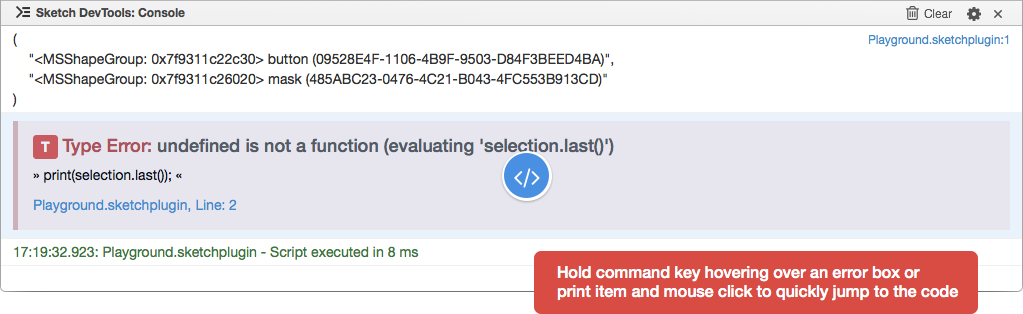 Sketch DevTools: Console
Clear
(
Playground.sketchplugin:1
"<MSShapeGroup: 0x7f9311c22c30> button (09528E4F-1106-4B9F-9503-D84F3BEED4BA)",
"<MSShapeGroup: 0x7f9311c26020> mask (485ABC23-0476-4C21-B043-4FC553B913CD)"
)
T Type Error: undefined is not a function (evaluating 'selection.last()')
» print(selection.last()); «
</>
Playground.sketchplugin, Line: 2
17:19:32.923: Playground.sketchplugin - Script executed in 8 ms
Hold command key hovering over an error box or
print item and mouse click to quickly jump to the code